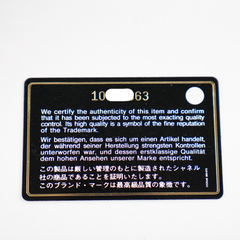 10 63
We certify the authenticity of this item and confirm
that it has been subjected to the most exacting quality
control. Its high quality is a symbol of the fine reputation
of the Trademark.
Wir bestätigen, dass es sich um einen Artikel handelt,
der während seiner Herstellung strengsten Kontrollen
unterworfen war, und dessen erstklassige Qualität
dem hohen Ansehen unserer Marke entspricht.
この製品は厳しい管理のもとに製造されたシャネル
社の商品であることを証明いたします。
このブランド・マークは最高級品質の象徴です。